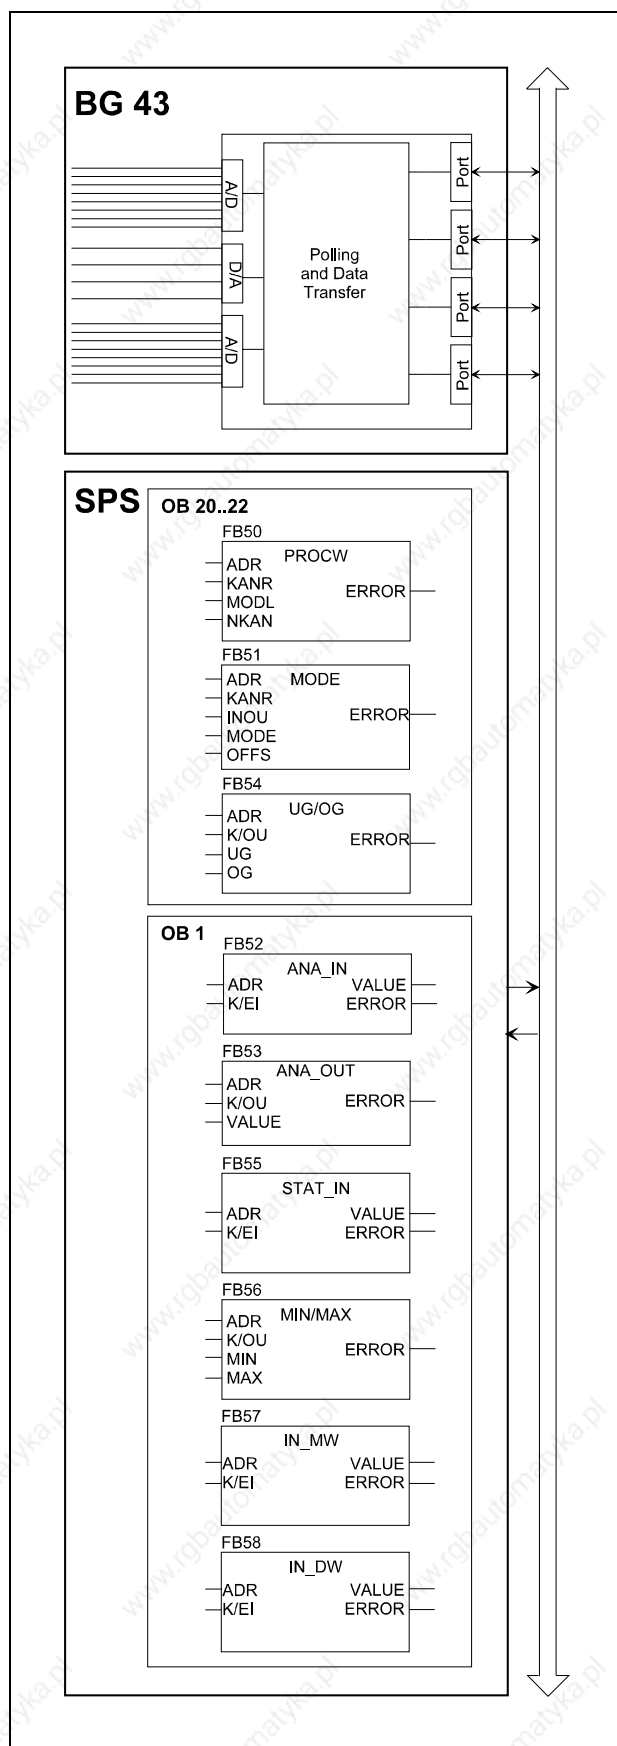 BG 43
A/D
D/A
A/D
Polling
and Data
Transfer
Port
Port
Port
Port
SPS
OB 20..22
FB50
PROCW
ADR
KANR
MODL
NKAN
ERROR
FB51
MODE
ADR
KANR
INOU
MODE
OFFS
ERROR
FB54
UG/OG
ADR
K/OU
UG
OG
ERROR
OB 1
FB52
ANA_IN
ADR
K/EI
VALUE
ERROR
FB53
ANA_OUT
ADR
K/OU
VALUE
ERROR
FB55
STAT_IN
ADR
K/EI
VALUE
ERROR
FB56
MIN/MAX
ADR
K/OU
MIN
MAX
ERROR
FB57
IN_MW
ADR
K/EI
VALUE
ERROR
FB58
IN_DW
ADR
K/EI
VALUE
ERROR
www.rgbautomatyka.pl